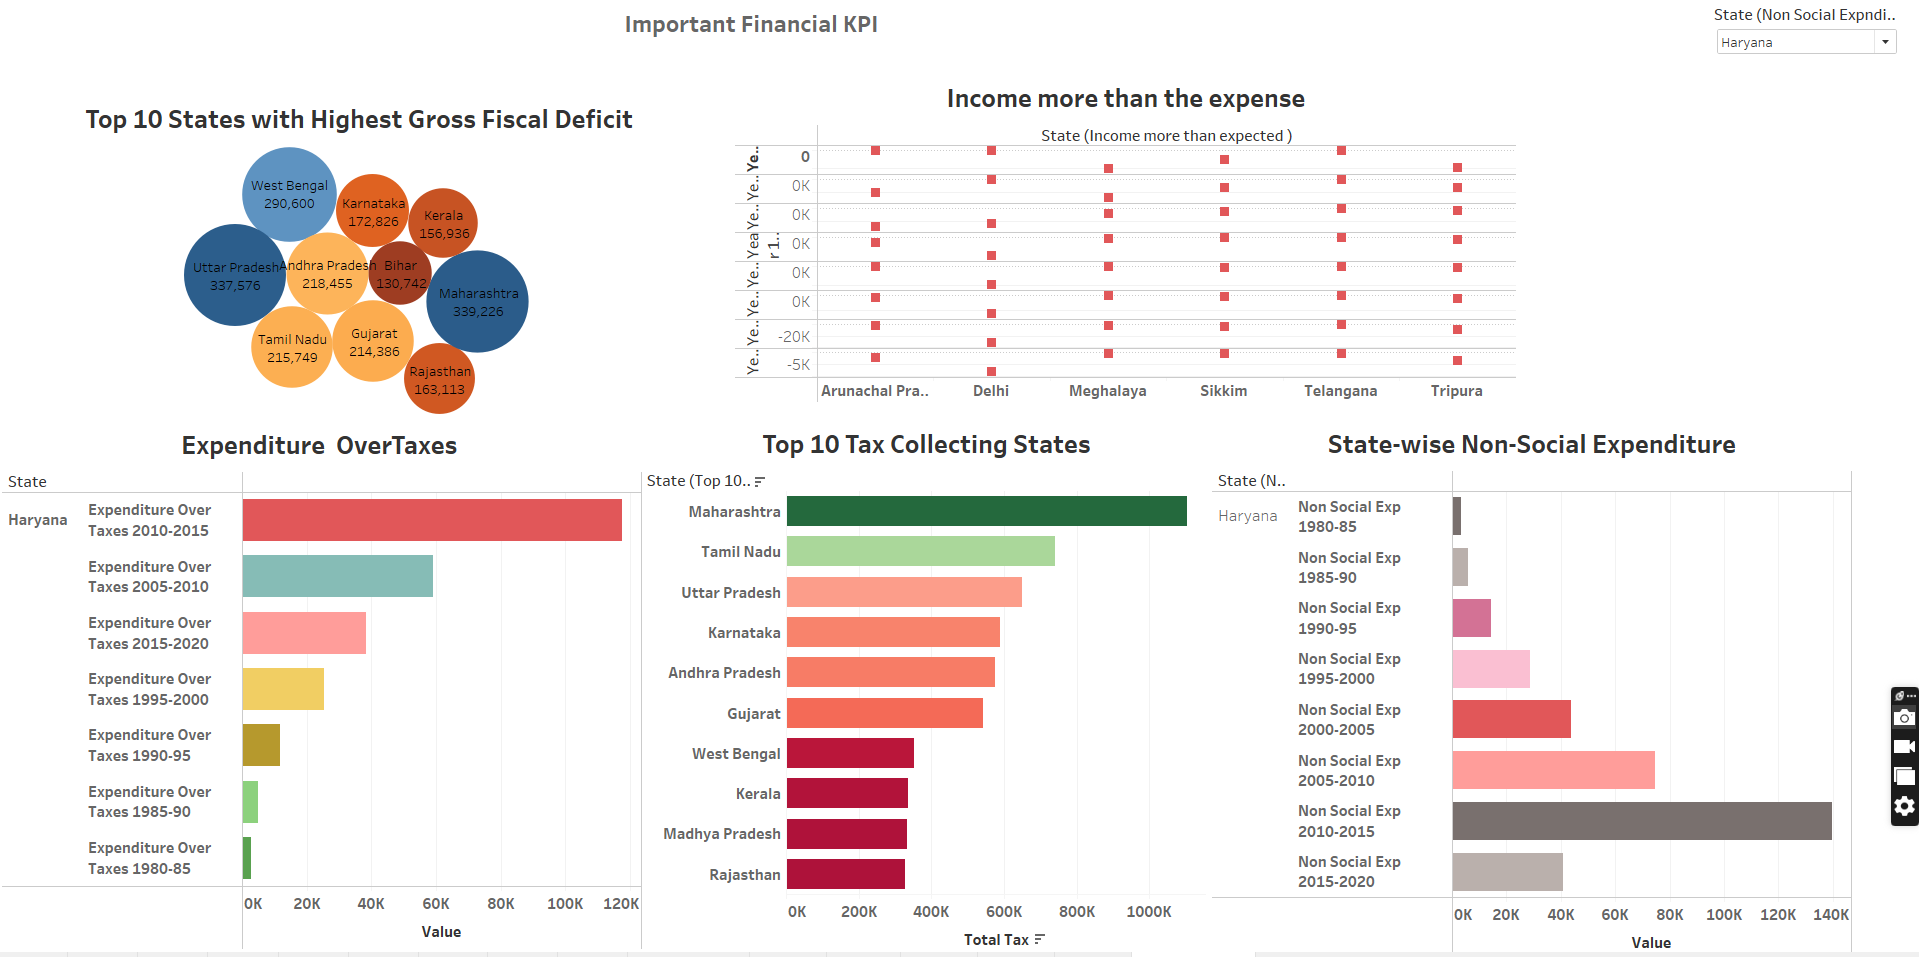 Important Financial KPI
State (Non Social Expndi..
Haryana
Top 10 States with Highest Gross Fiscal Deficit
West Bengal
290,600
Karnataka
172,826
Kerala
156,936
Uttar Pradesh
337,576
Andhra Pradesh
218,455
Bihar
130,742
Maharashtra
339,226
Tamil Nadu
215,749
Gujarat
214,386
Rajasthan
163,113
Income more than the expense
State (Income more than expected )
Ye.. 0
Ye.. 0K
Ye.. 0K
Yea
r 1.. 0K
Ye.. 0K
Ye.. 0K
Ye.. -20K
Ye.. -5K
Arunachal Pra.. Delhi Meghalaya Sikkim Telangana Tripura
Expenditure OverTaxes
State
Haryana
Expenditure Over
Taxes 2010-2015
Expenditure Over
Taxes 2005-2010
Expenditure Over
Taxes 2015-2020
Expenditure Over
Taxes 1995-2000
Expenditure Over
Taxes 1990-95
Expenditure Over
Taxes 1985-90
Expenditure Over
Taxes 1980-85
0K 20K 40K 60K 80K 100K 120K
Value
Top 10 Tax Collecting States
State (Top 10..
Maharashtra
Tamil Nadu
Uttar Pradesh
Karnataka
Andhra Pradesh
Gujarat
West Bengal
Kerala
Madhya Pradesh
Rajasthan
0K 200K 400K 600K 800K 1000K
Total Tax
State-wise Non-Social Expenditure
State (N..
Haryana
Non Social Exp
1980-85
Non Social Exp
1985-90
Non Social Exp
1990-95
Non Social Exp
1995-2000
Non Social Exp
2000-2005
Non Social Exp
2005-2010
Non Social Exp
2010-2015
Non Social Exp
2015-2020
0K 20K 40K 60K 80K 100K 120K 140K
Value